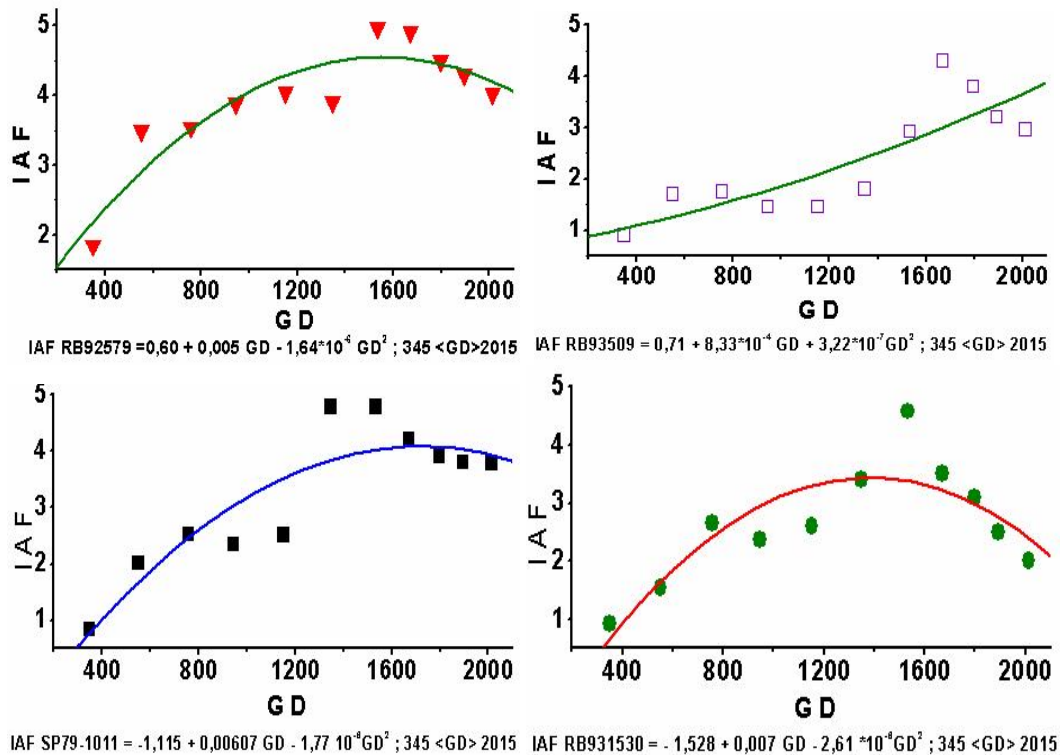 5
4
3
2
IAF
400 800 1200 1600 2000
GD
IAF RB92579 =0,60 + 0,005 GD - 1,64*10⁻⁶ GD² ; 345 <GD>2015
5
4
3
2
1
IAF
400 800 1200 1600 2000
GD
IAF RB93509 = 0,71 + 8,33*10⁻⁴ GD + 3,22*10⁻⁷GD² ; 345 <GD> 2015
5
4
3
2
1
IAF
400 800 1200 1600 2000
GD
IAF SP79-1011 = -1,115 + 0,00607 GD - 1,77 10⁻⁶GD² ; 345 <GD> 2015
5
4
3
2
1
IAF
400 800 1200 1600 2000
GD
IAF RB931530 = - 1,528 + 0,007 GD - 2,61 *10⁻⁶GD² ; 345 <GD> 2015